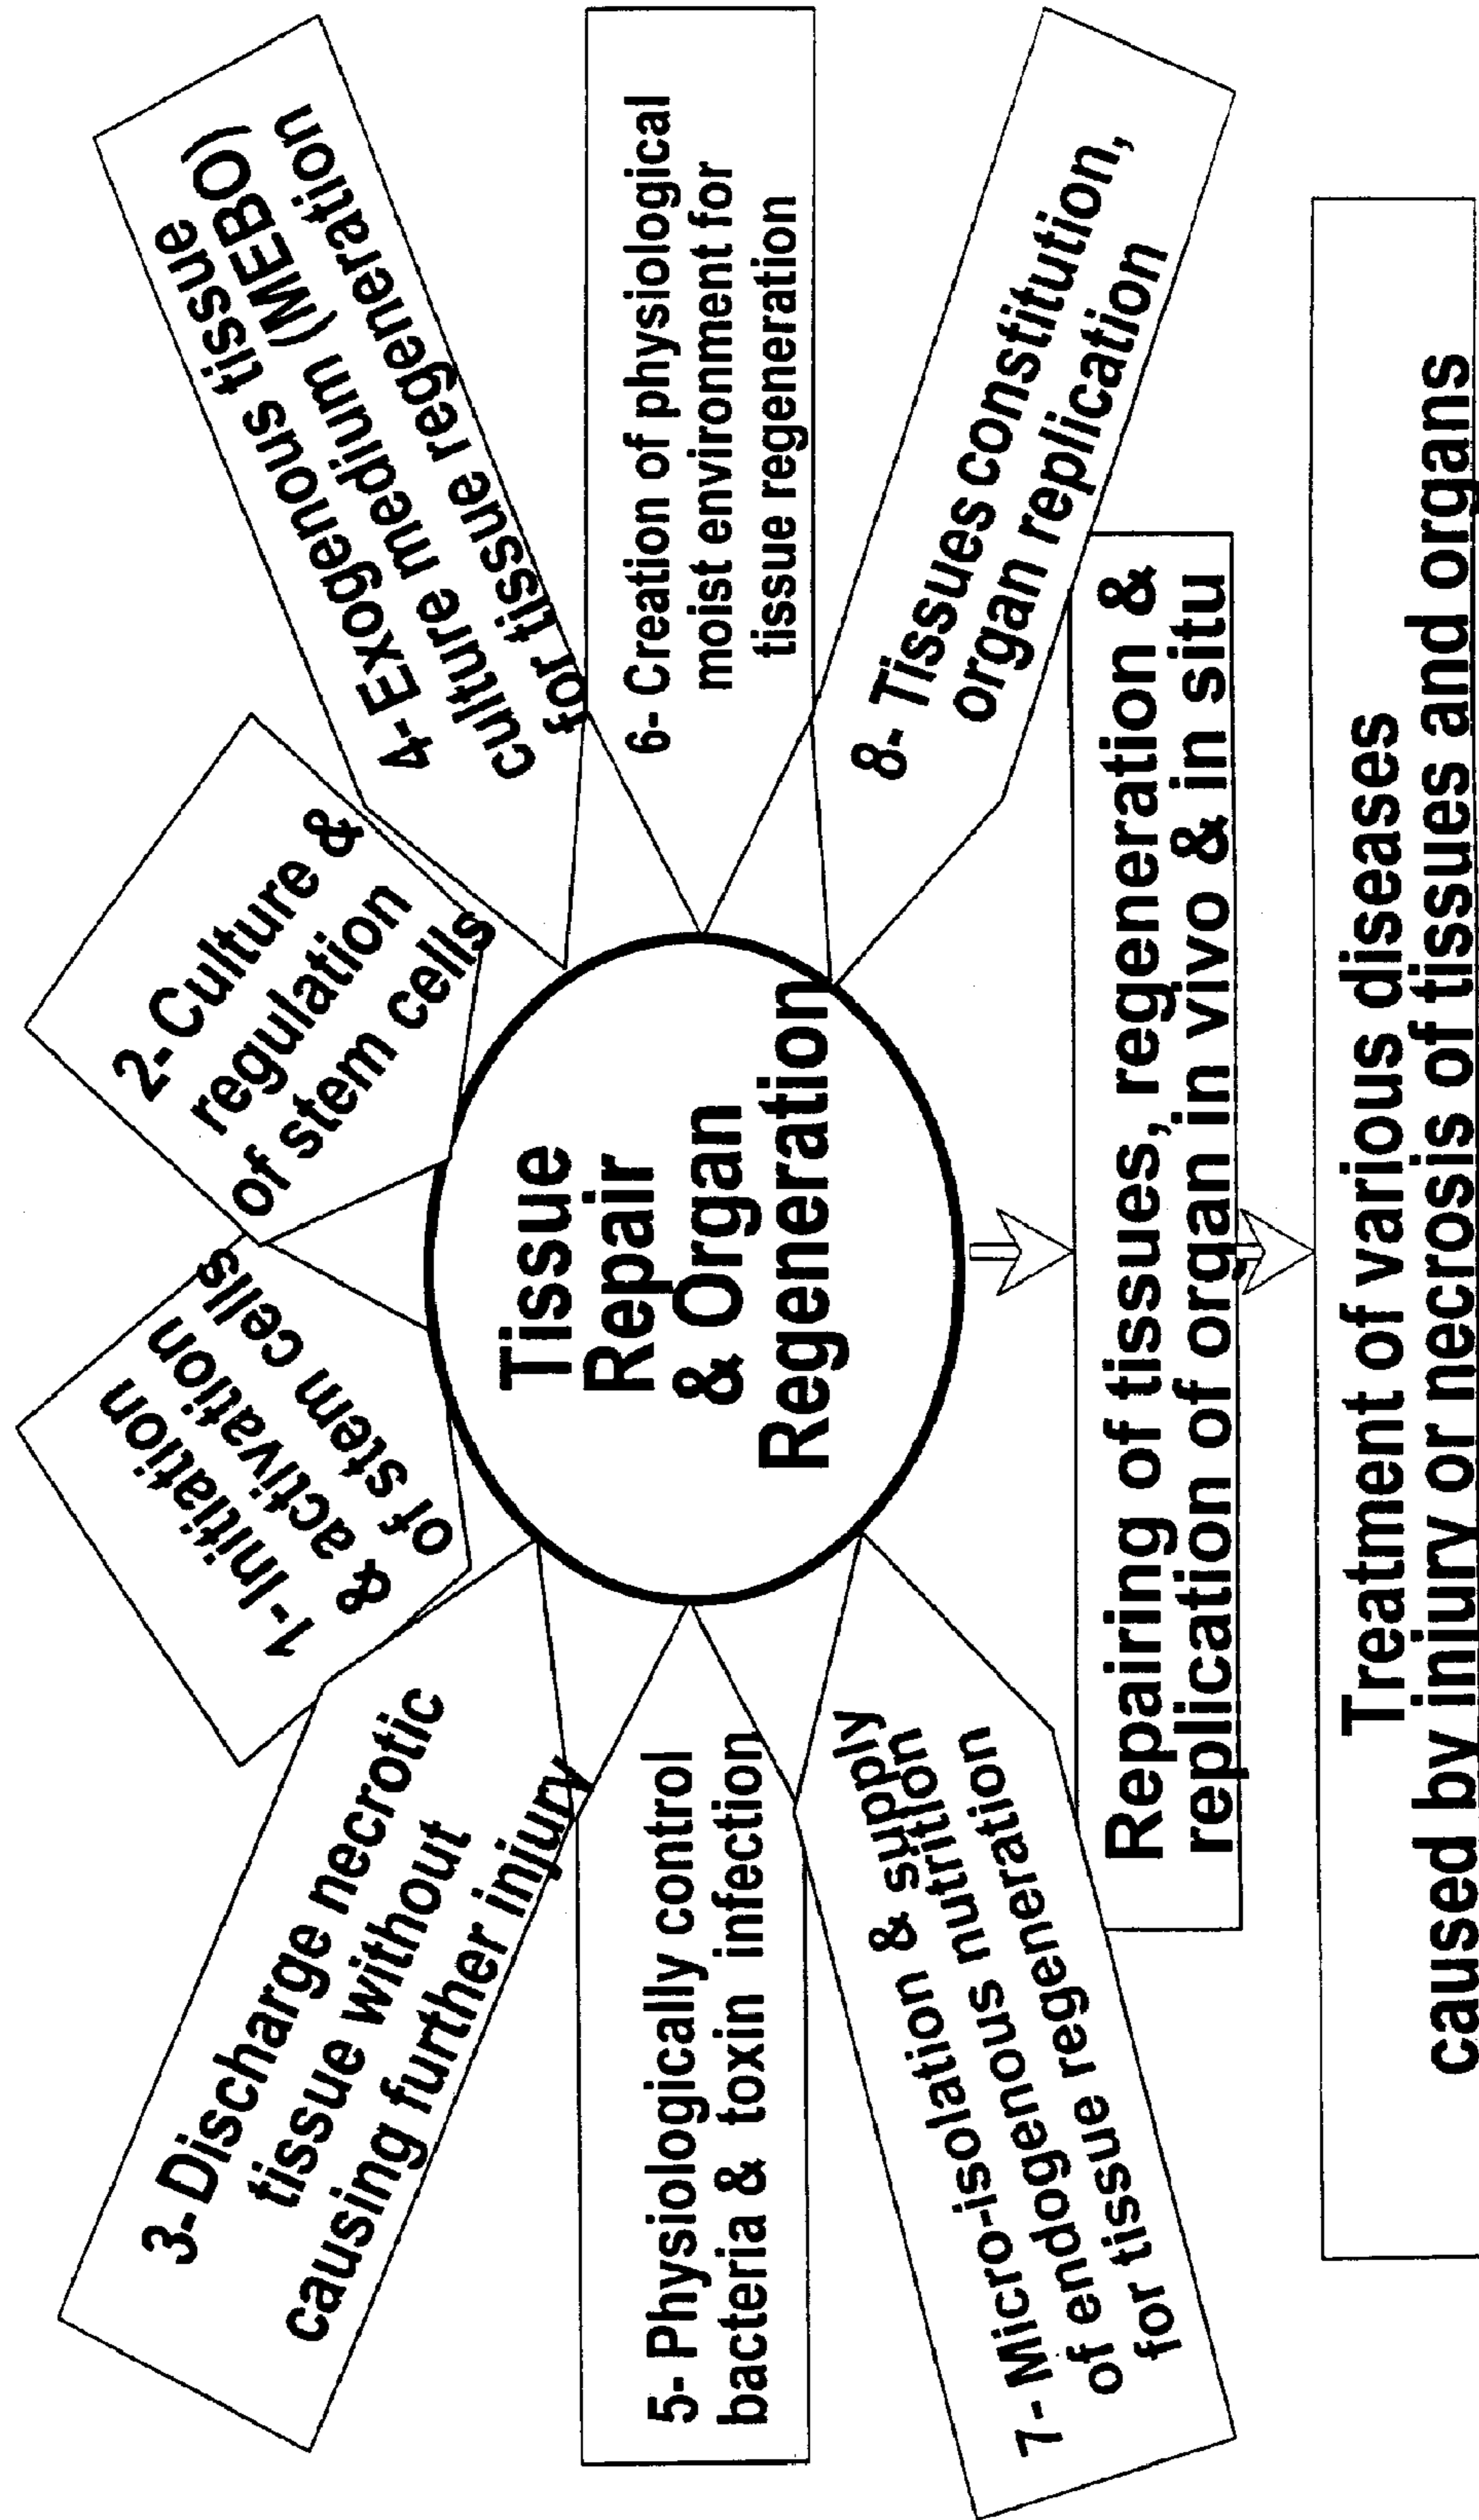 1- Initiation
& activation
of stem cells
2- Culture &
regulation
of stem cells
3- Discharge necrotic
tissue without
causing further injury
4- Exogenous tissue
culture medium (MEBO)
for tissue regeneration
5- Physiologically control
bacteria & toxin infection
6- Creation of physiological
moist environment for
tissue regeneration
7- Micro-isolation & supply
of endogenous nutrition
for tissue regeneration
8- Tissues constitution,
organ replication
Tissue
Repair
& Organ
Regeneration
Repairing of tissues, regeneration &
replication of organ in vivo & in situ
Treatment of various diseases
caused by injury or necrosis of tissues and organs